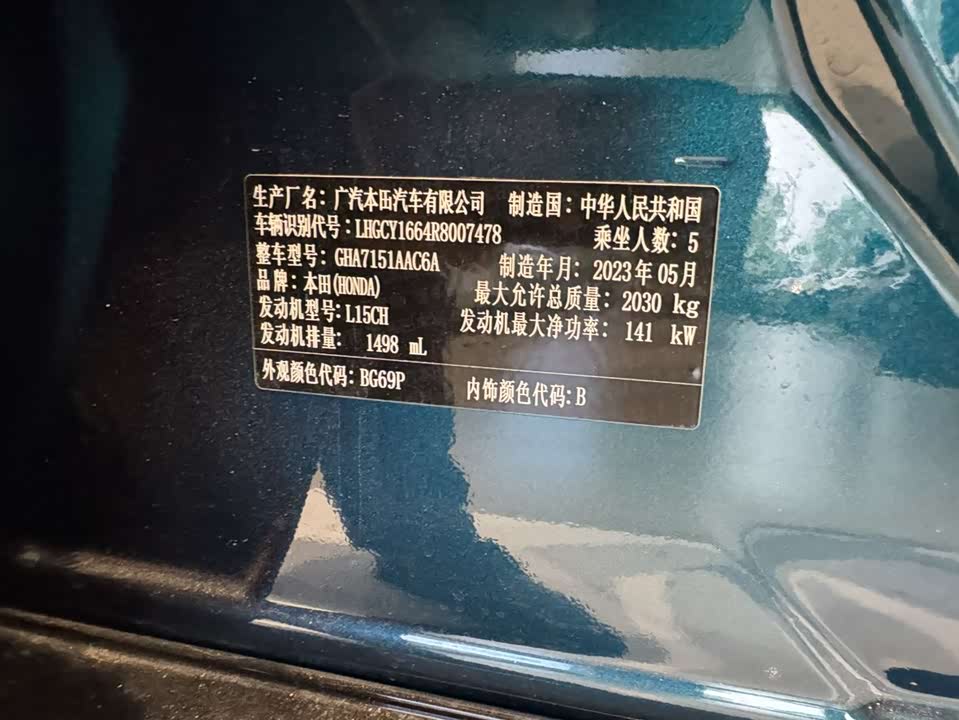 生产厂名：广汽本田汽车有限公司 制造国：中华人民共和国
车辆识别代号：LHGCY1664R8007478 乘坐人数：5
整车型号：GHA7151AAC6A 制造年月：2023年05月
品牌：本田(HONDA) 最大允许总质量：2030 kg
发动机型号：L15CH 发动机最大净功率：141 kW
发动机排量： 1498 mL
外观颜色代码：BG69P 内饰颜色代码：B